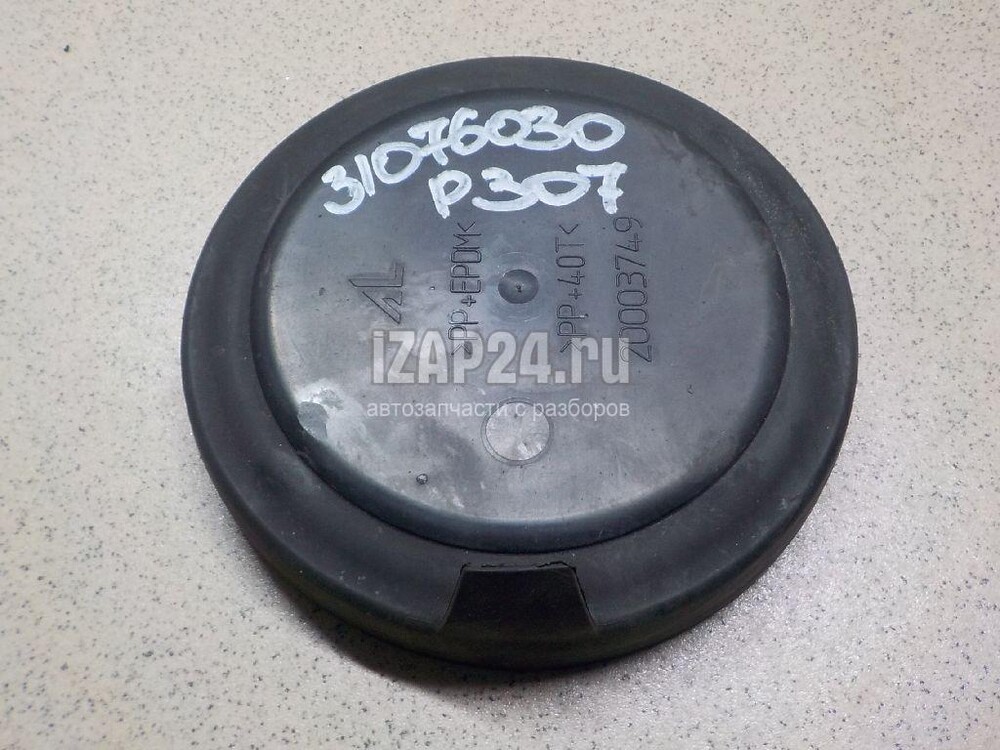 31076030
P307
AL
>PP+EPDM<
>PP+40T<
20003749
iZAP24.ru
автозапчасти с разборов